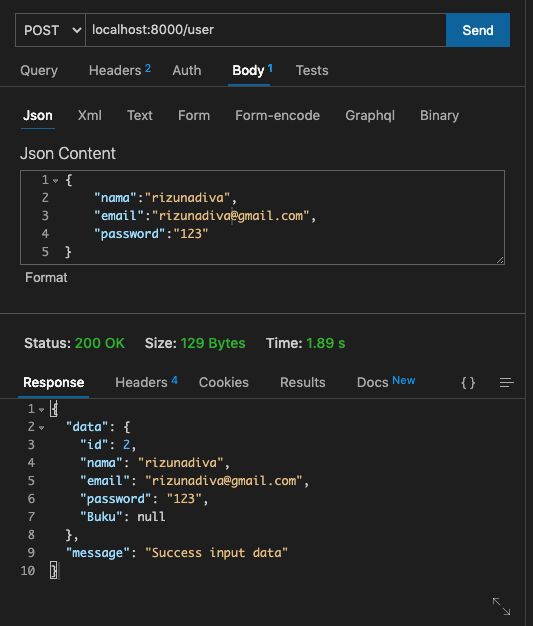 POST localhost:8000/user Send
Query Headers 2 Auth Body 1 Tests
Json Xml Text Form Form-encode Graphql Binary
Json Content
1 {
2 "nama":"rizunadiva",
3 "email":"rizunadiva@gmail.com",
4 "password":"123"
5 }
Format
Status: 200 OK Size: 129 Bytes Time: 1.89 s
Response Headers 4 Cookies Results Docs New {}
1 {
2 "data": {
3 "id": 2,
4 "nama": "rizunadiva",
5 "email": "rizunadiva@gmail.com",
6 "password": "123",
7 "Buku": null
8 },
9 "message": "Success input data"
10 }